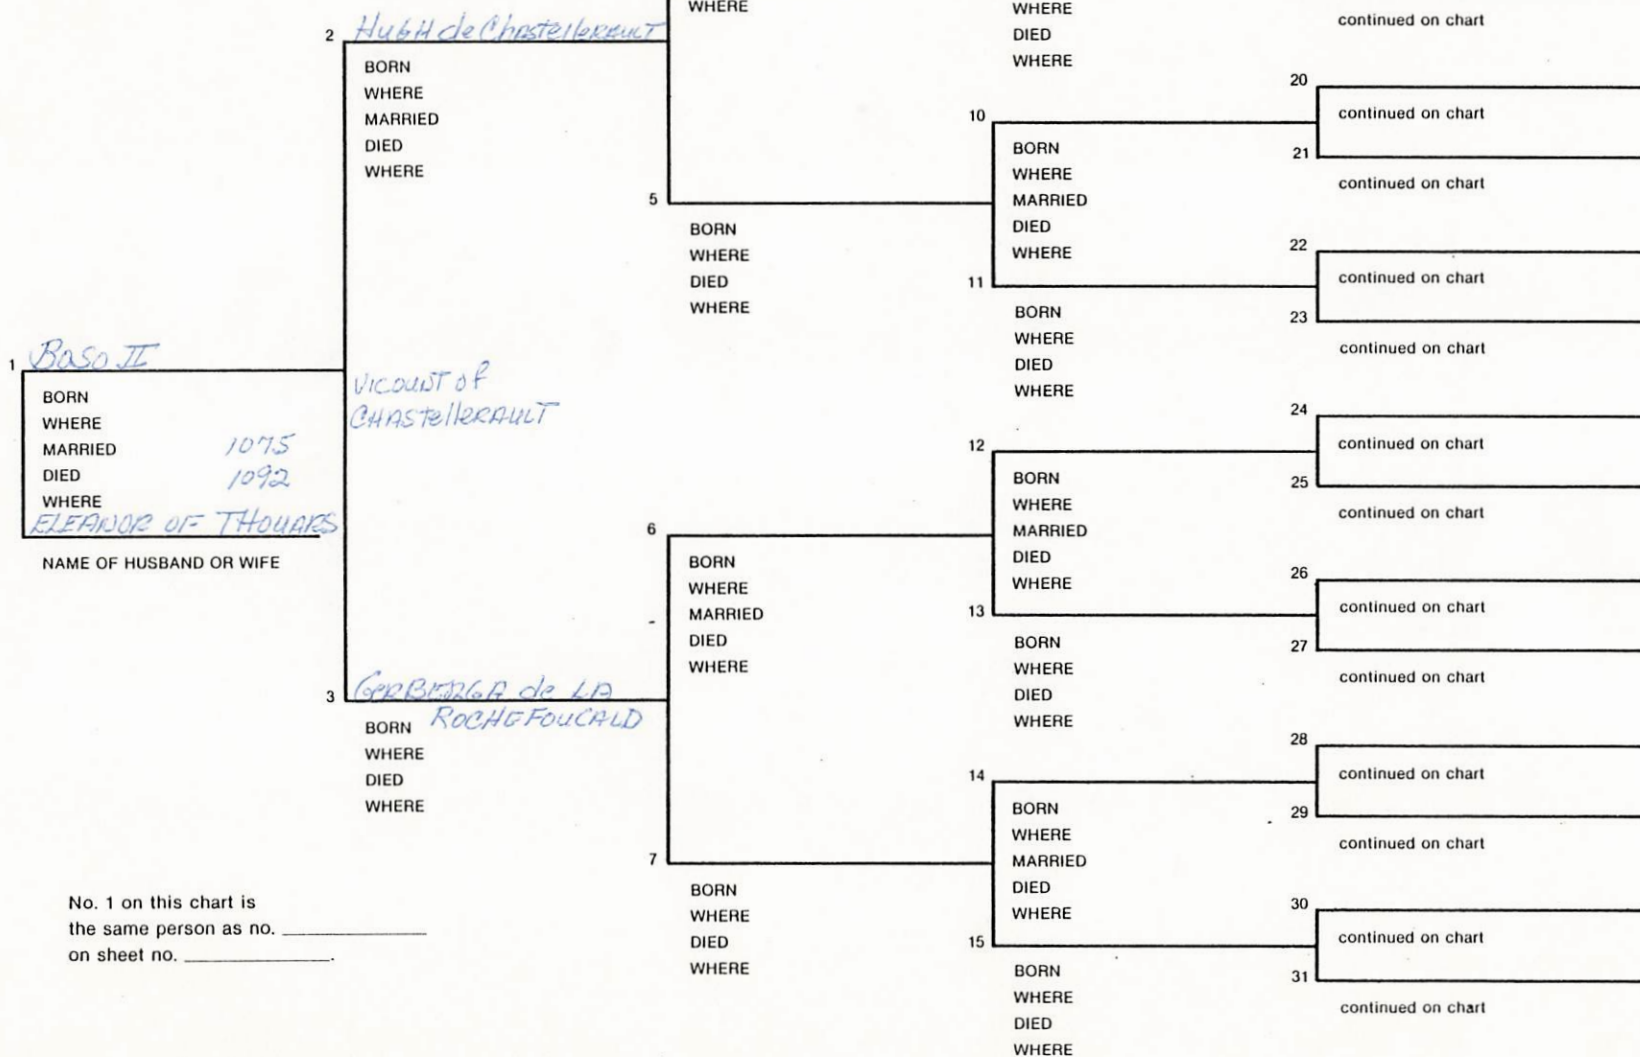 2 Hugh de Chastellerault
BORN
WHERE
MARRIED
DIED
WHERE
1 Boso II
BORN
WHERE
MARRIED 1075
DIED 1092
WHERE
ELEANOR OF THOUARS
NAME OF HUSBAND OR WIFE
VICOUNT of
CHASTellERAULT
3 GERBERGA de LA
ROCHEFOUCALD
BORN
WHERE
DIED
WHERE
No. 1 on this chart is
the same person as no.
on sheet no. .
WHERE
5
BORN
WHERE
DIED
WHERE
6
BORN
WHERE
MARRIED
DIED
WHERE
7
BORN
WHERE
DIED
WHERE
WHERE
DIED
WHERE
10
BORN
WHERE
MARRIED
DIED
WHERE
11
BORN
WHERE
DIED
WHERE
12
BORN
WHERE
MARRIED
DIED
WHERE
13
BORN
WHERE
DIED
WHERE
14
BORN
WHERE
MARRIED
DIED
WHERE
15
BORN
WHERE
DIED
WHERE
continued on chart
20
continued on chart
21
continued on chart
22
continued on chart
23
continued on chart
24
continued on chart
25
continued on chart
26
continued on chart
27
continued on chart
28
continued on chart
29
continued on chart
30
continued on chart
31
continued on chart